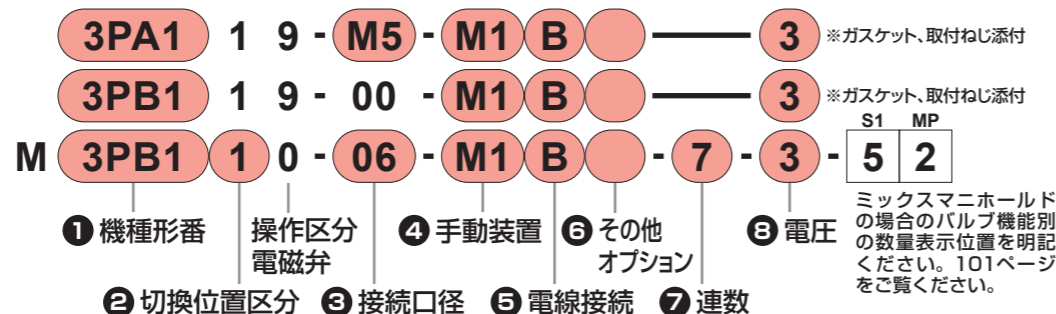 3PA1 1 9 - M5 - M1 B 3 ※ガスケット、取付ねじ添付
3PB1 1 9 - 00 - M1 B 3 ※ガスケット、取付ねじ添付
S1 MP
M 3PB1 1 0 - 06 - M1 B - 7 - 3 - 5 2
❶ 機種形番
操作区分
電磁弁
❹ 手動装置
❻ その他
オプション
❽ 電圧
❷ 切換位置区分
❸ 接続口径
❺ 電線接続
❼ 連数
ミックスマニホールド
の場合のバルブ機能別
の数量表示位置を明記
ください。101ページ
をご覧ください。